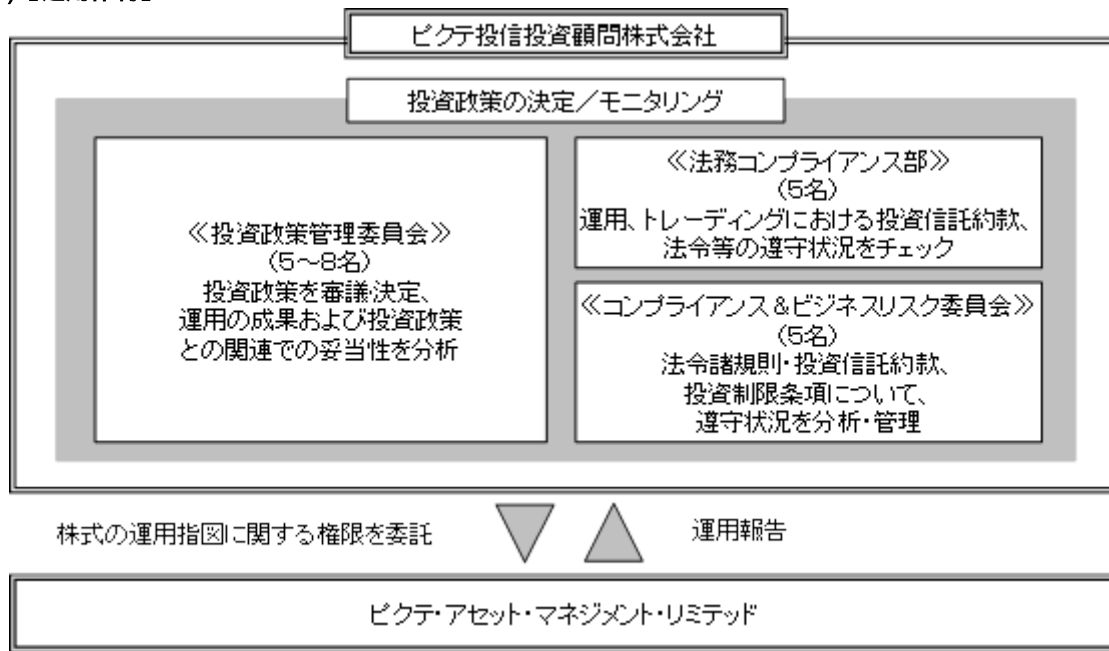 ピクテ投信投資顧問株式会社
投資政策の決定／モニタリング
≪投資政策管理委員会≫
(5～8名)
投資政策を審議・決定、
運用の成果および投資政策
との関連での妥当性を分析
≪法務コンプライアンス部≫
(5名)
運用、トレーディングにおける投資信託約款、
法令等の遵守状況をチェック
≪コンプライアンス＆ビジネスリスク委員会≫
(5名)
法令諸規則・投資信託約款、
投資制限条項について、
遵守状況を分析・管理
株式の運用指図に関する権限を委託
運用報告
ピクテ・アセット・マネジメント・リミテッド